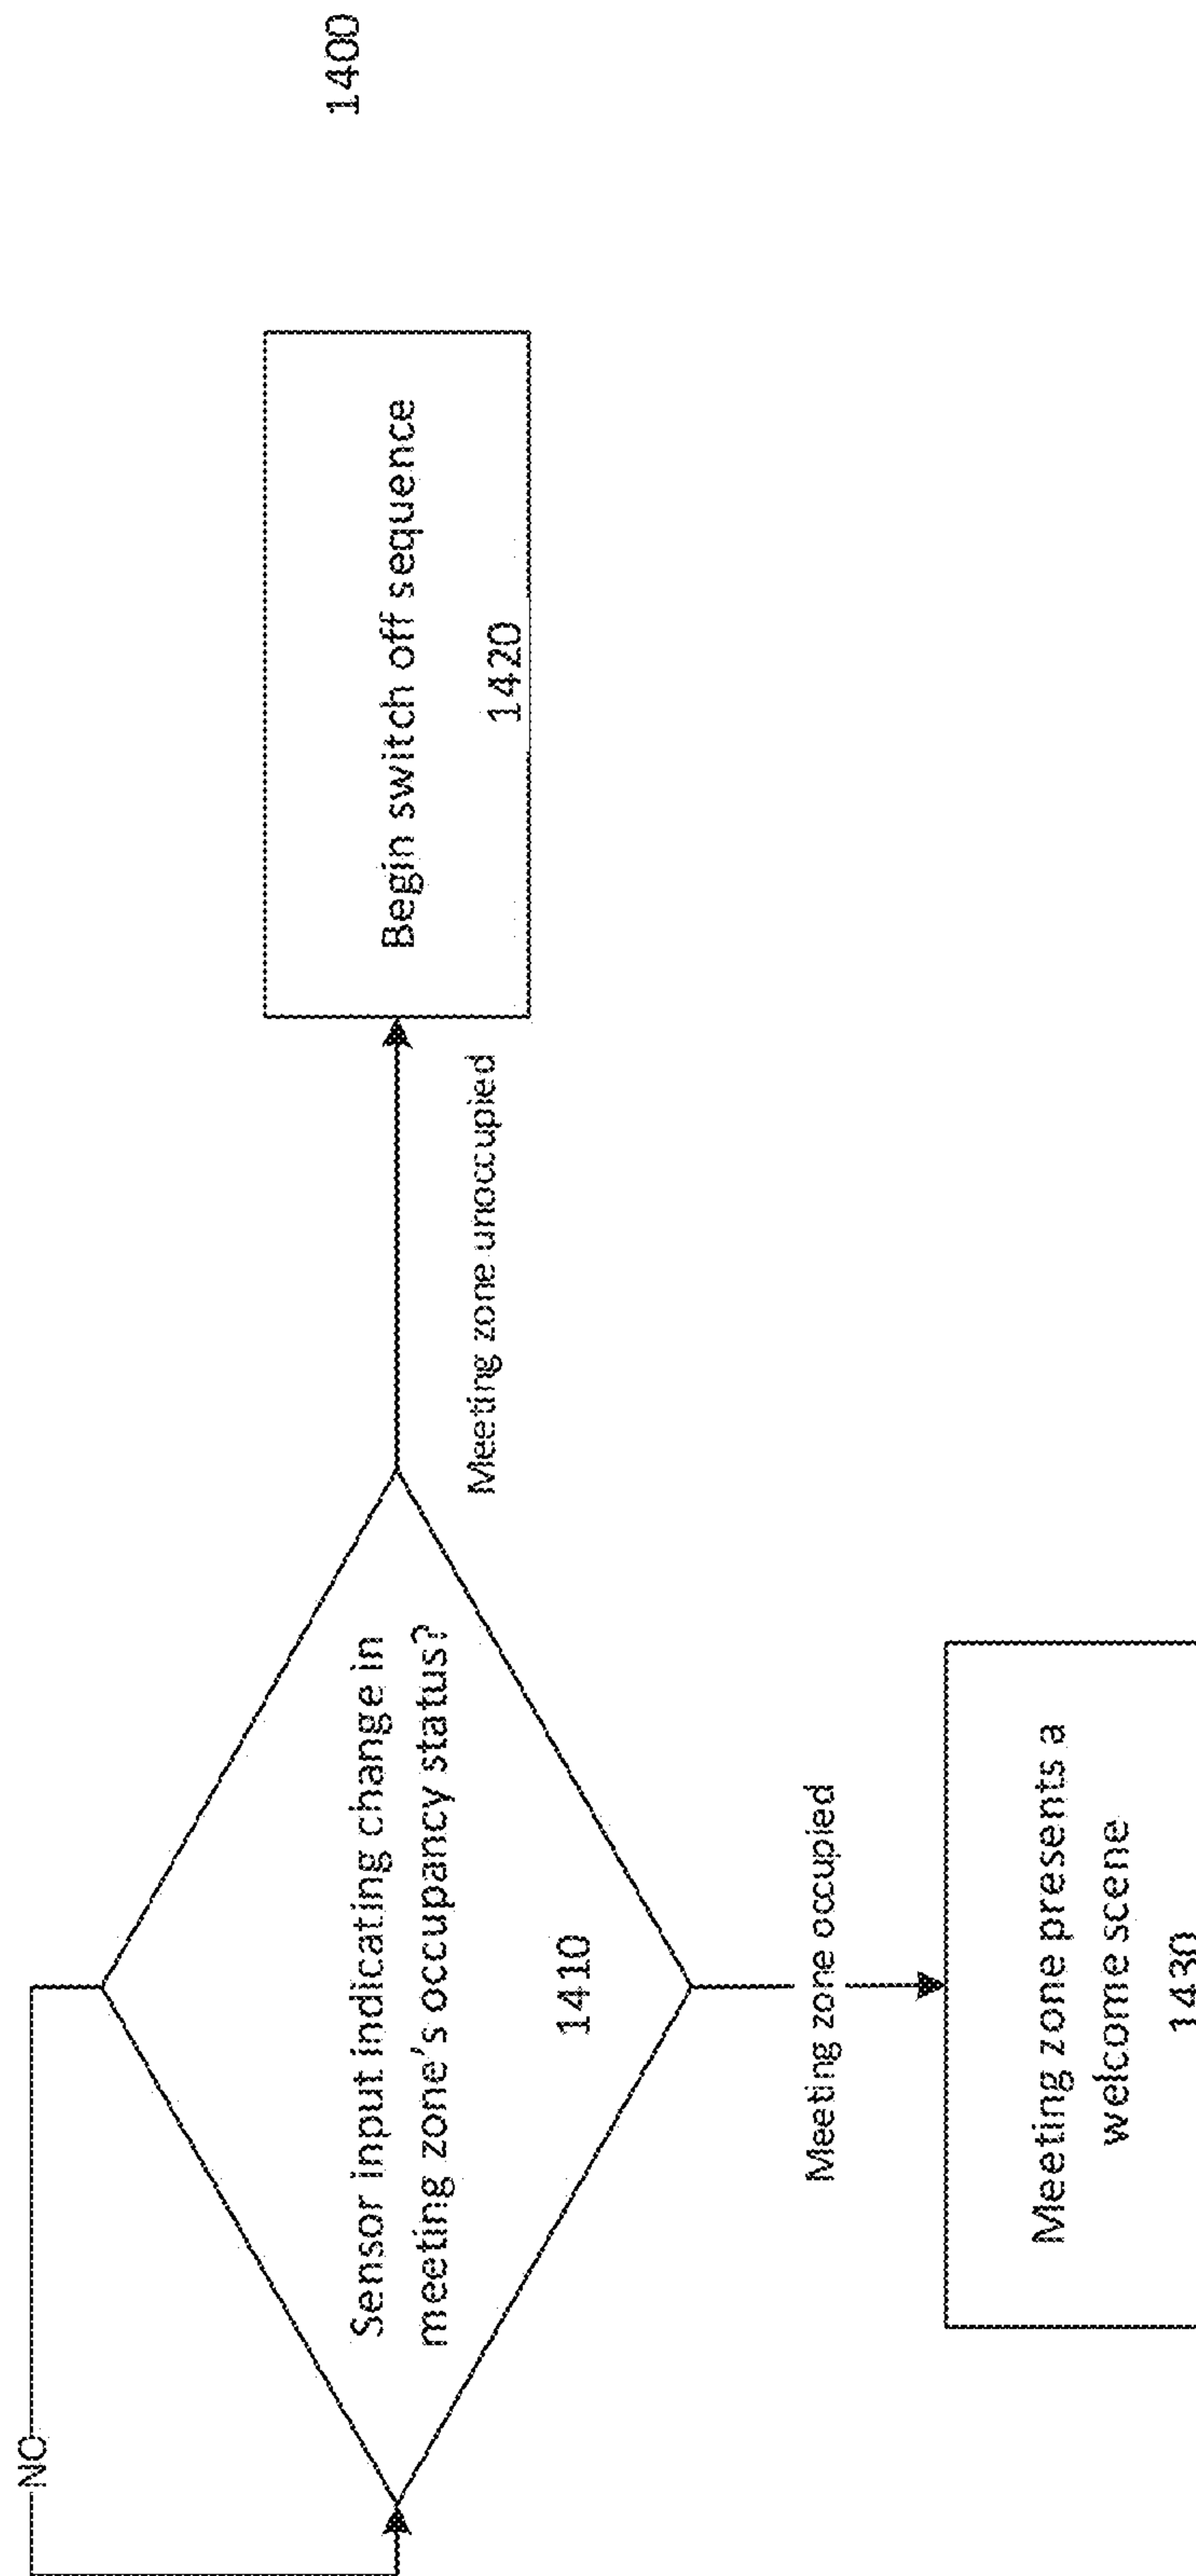 1400
NO
Sensor input indicating change in
meeting zone's occupancy status?
1410
Meeting zone unoccupied
Begin switch off sequence
1420
Meeting zone occupied
Meeting zone presents a
welcome scene
1430